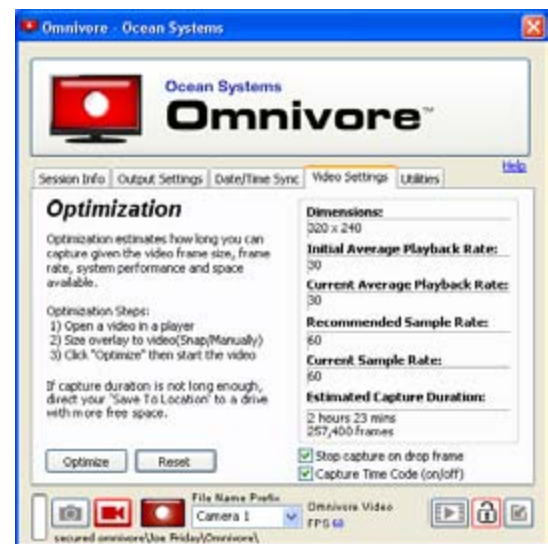 Omnivore - Ocean Systems
Ocean Systems
Omnivore™
Help
Session Info Output Settings Date/Time Sync Video Settings Utilities
Optimization
Optimization estimates how long you can
capture given the video frame size, frame
rate, system performance and space
available.
Optimization Steps:
1) Open a video in a player
2) Size overlay to video(Snap/Manually)
3) Click "Optimize" then start the video
If capture duration is not long enough,
direct your 'Save To Location' to a drive
with more free space.
Optimize Reset
Dimensions:
320 x 240
Initial Average Playback Rate:
30
Current Average Playback Rate:
30
Recommended Sample Rate:
60
Current Sample Rate:
60
Estimated Capture Duration:
2 hours 23 mins
257,400 frames
Stop capture on drop frame
Capture Time Code (on/off)
File Name Prefix
Camera 1
Omnivore Video
FPS 60
secured omnivore\Joe Friday\Omnivore\